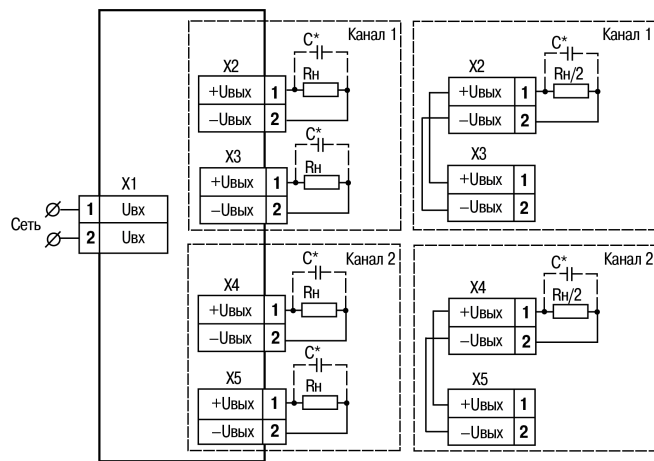 Сеть
X1
1 Uвх
2 Uвх
Канал 1
C*
X2
Rн
+Uвых 1
−Uвых 2
C*
X3
Rн
+Uвых 1
−Uвых 2
Канал 2
C*
X4
Rн
+Uвых 1
−Uвых 2
C*
X5
Rн
+Uвых 1
−Uвых 2
Канал 1
C*
X2
Rн/2
+Uвых 1
−Uвых 2
X3
+Uвых 1
−Uвых 2
Канал 2
C*
X4
Rн/2
+Uвых 1
−Uвых 2
X5
+Uвых 1
−Uвых 2